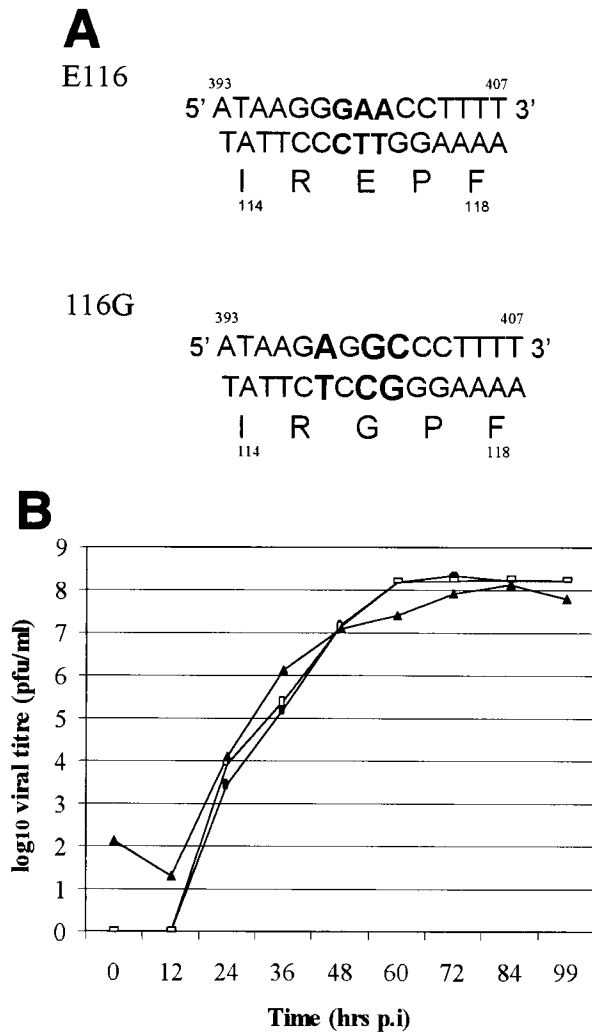 A
E116
393 407
5' ATAAGGGAACCTTTT 3'
TATTCCCTTGGAAAA
I R E P F
114 118
116G
393 407
5' ATAAGAGGCCCTTTT 3'
TATTCTCCGGGAAAA
I R G P F
114 118
B
9
8
7
6
5
4
3
2
1
0
log10 viral titre (pfu/ml)
0 12 24 36 48 60 72 84 99
Time (hrs p.i)